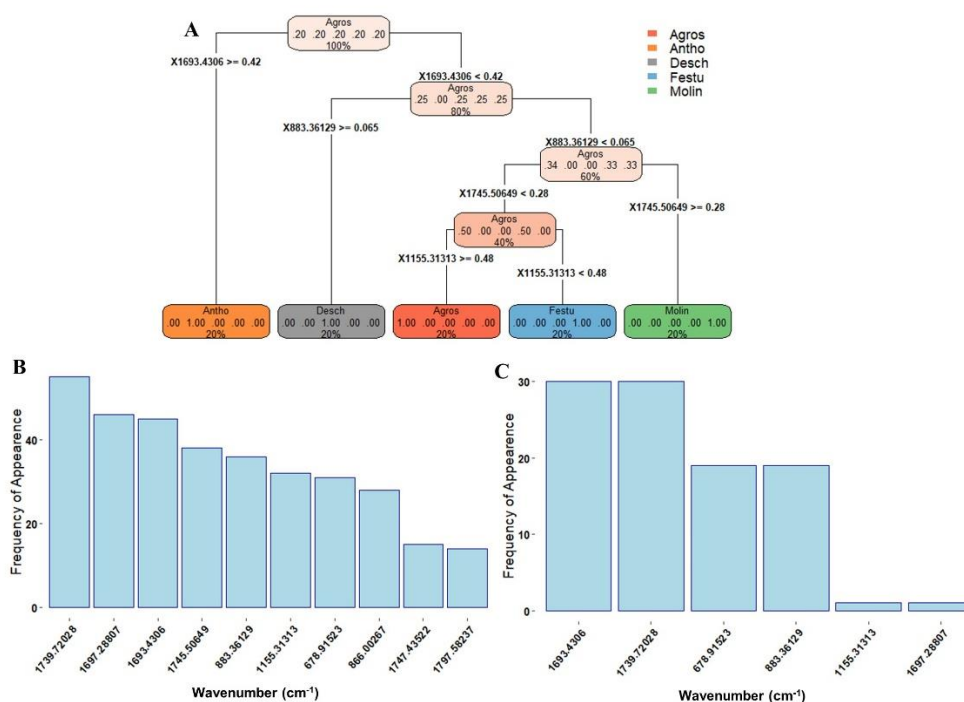 A
Agros
.20 .20 .20 .20 .20
100%
Agros
Antho
Desch
Festu
Molin
X1693.4306 >= 0.42
X1693.4306 < 0.42
Agros
.25 .00 .25 .25 .25
80%
X883.36129 >= 0.065
X883.36129 < 0.065
Agros
.34 .00 .00 .33 .33
60%
X1745.50649 < 0.28
X1745.50649 >= 0.28
Agros
.50 .00 .00 .50 .00
40%
X1155.31313 >= 0.48
X1155.31313 < 0.48
Antho
.00 1.00 .00 .00 .00
20%
Desch
.00 .00 1.00 .00 .00
20%
Agros
1.00 .00 .00 .00 .00
20%
Festu
.00 .00 .00 1.00 .00
20%
Molin
.00 .00 .00 .00 1.00
20%
B
Frequency of Appearence
40
20
0
1739.72028
1697.28807
1693.4306
1745.50649
883.36129
1155.31313
678.91523
866.00267
1747.43522
1797.58237
Wavenumber (cm⁻¹)
C
Frequency of Appearence
30
20
10
0
1693.4306
1739.72028
678.91523
883.36129
1155.31313
1697.28807
Wavenumber (cm⁻¹)